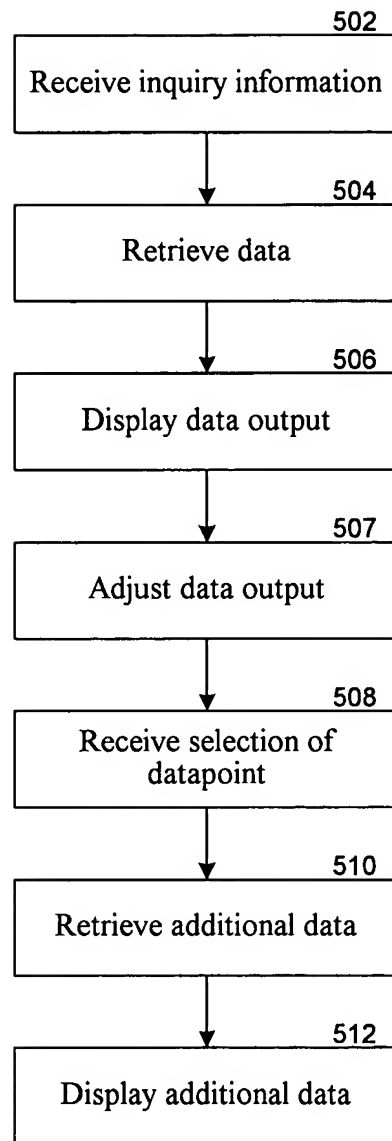 502
Receive inquiry information
504
Retrieve data
506
Display data output
507
Adjust data output
508
Receive selection of
datapoint
510
Retrieve additional data
512
Display additional data